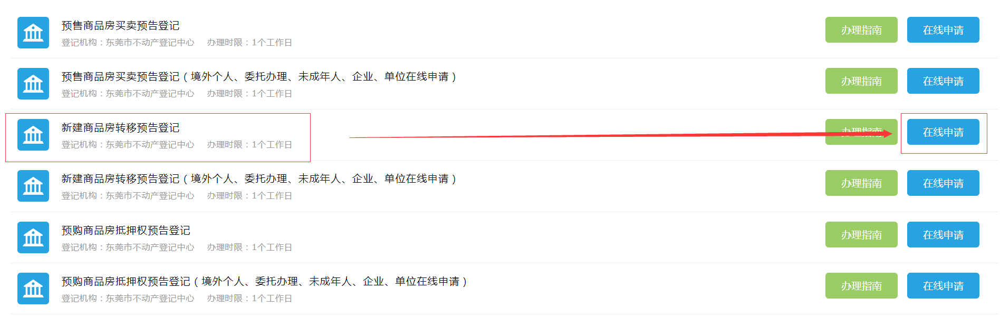 预售商品房买卖预告登记
登记机构：东莞市不动产登记中心 办理时限：1个工作日
办理指南 在线申请
预售商品房买卖预告登记（境外个人、委托办理、未成年人、企业、单位在线申请）
登记机构：东莞市不动产登记中心 办理时限：1个工作日
办理指南 在线申请
新建商品房转移预告登记
登记机构：东莞市不动产登记中心 办理时限：1个工作日
办理指南 在线申请
新建商品房转移预告登记（境外个人、委托办理、未成年人、企业、单位在线申请）
登记机构：东莞市不动产登记中心 办理时限：1个工作日
办理指南 在线申请
预购商品房抵押权预告登记
登记机构：东莞市不动产登记中心 办理时限：1个工作日
办理指南 在线申请
预购商品房抵押权预告登记（境外个人、委托办理、未成年人、企业、单位在线申请）
登记机构：东莞市不动产登记中心 办理时限：1个工作日
办理指南 在线申请